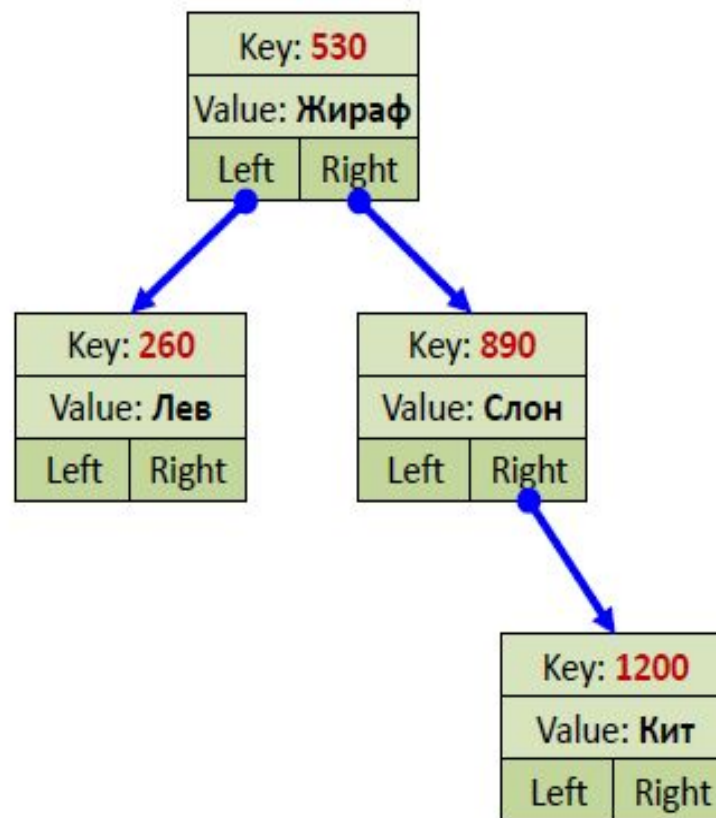 Key: 530
Value: Жираф
Left Right
Key: 260
Value: Лев
Left Right
Key: 890
Value: Слон
Left Right
Key: 1200
Value: Кит
Left Right